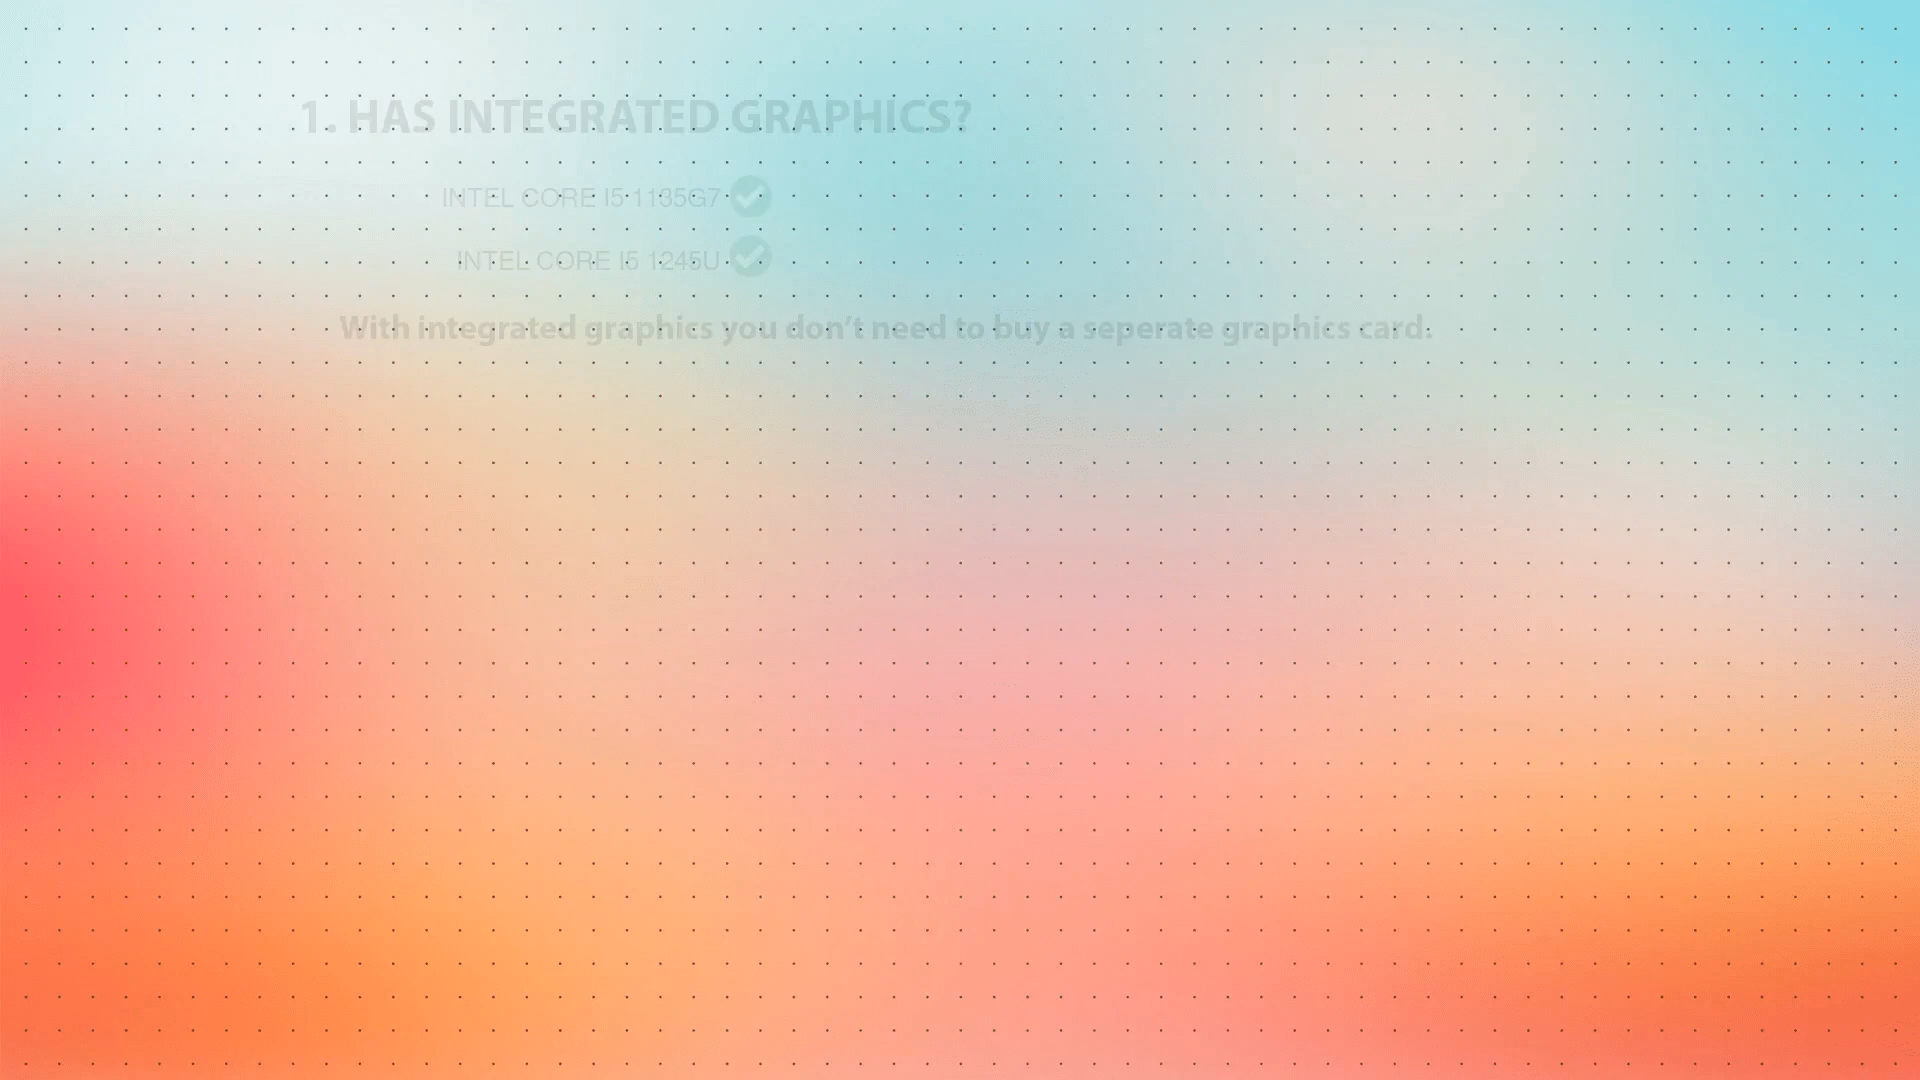 1. HAS INTEGRATED GRAPHICS?
INTEL CORE I5 1135G7
INTEL CORE I5 1245U
With integrated graphics you don't need to buy a seperate graphics card.